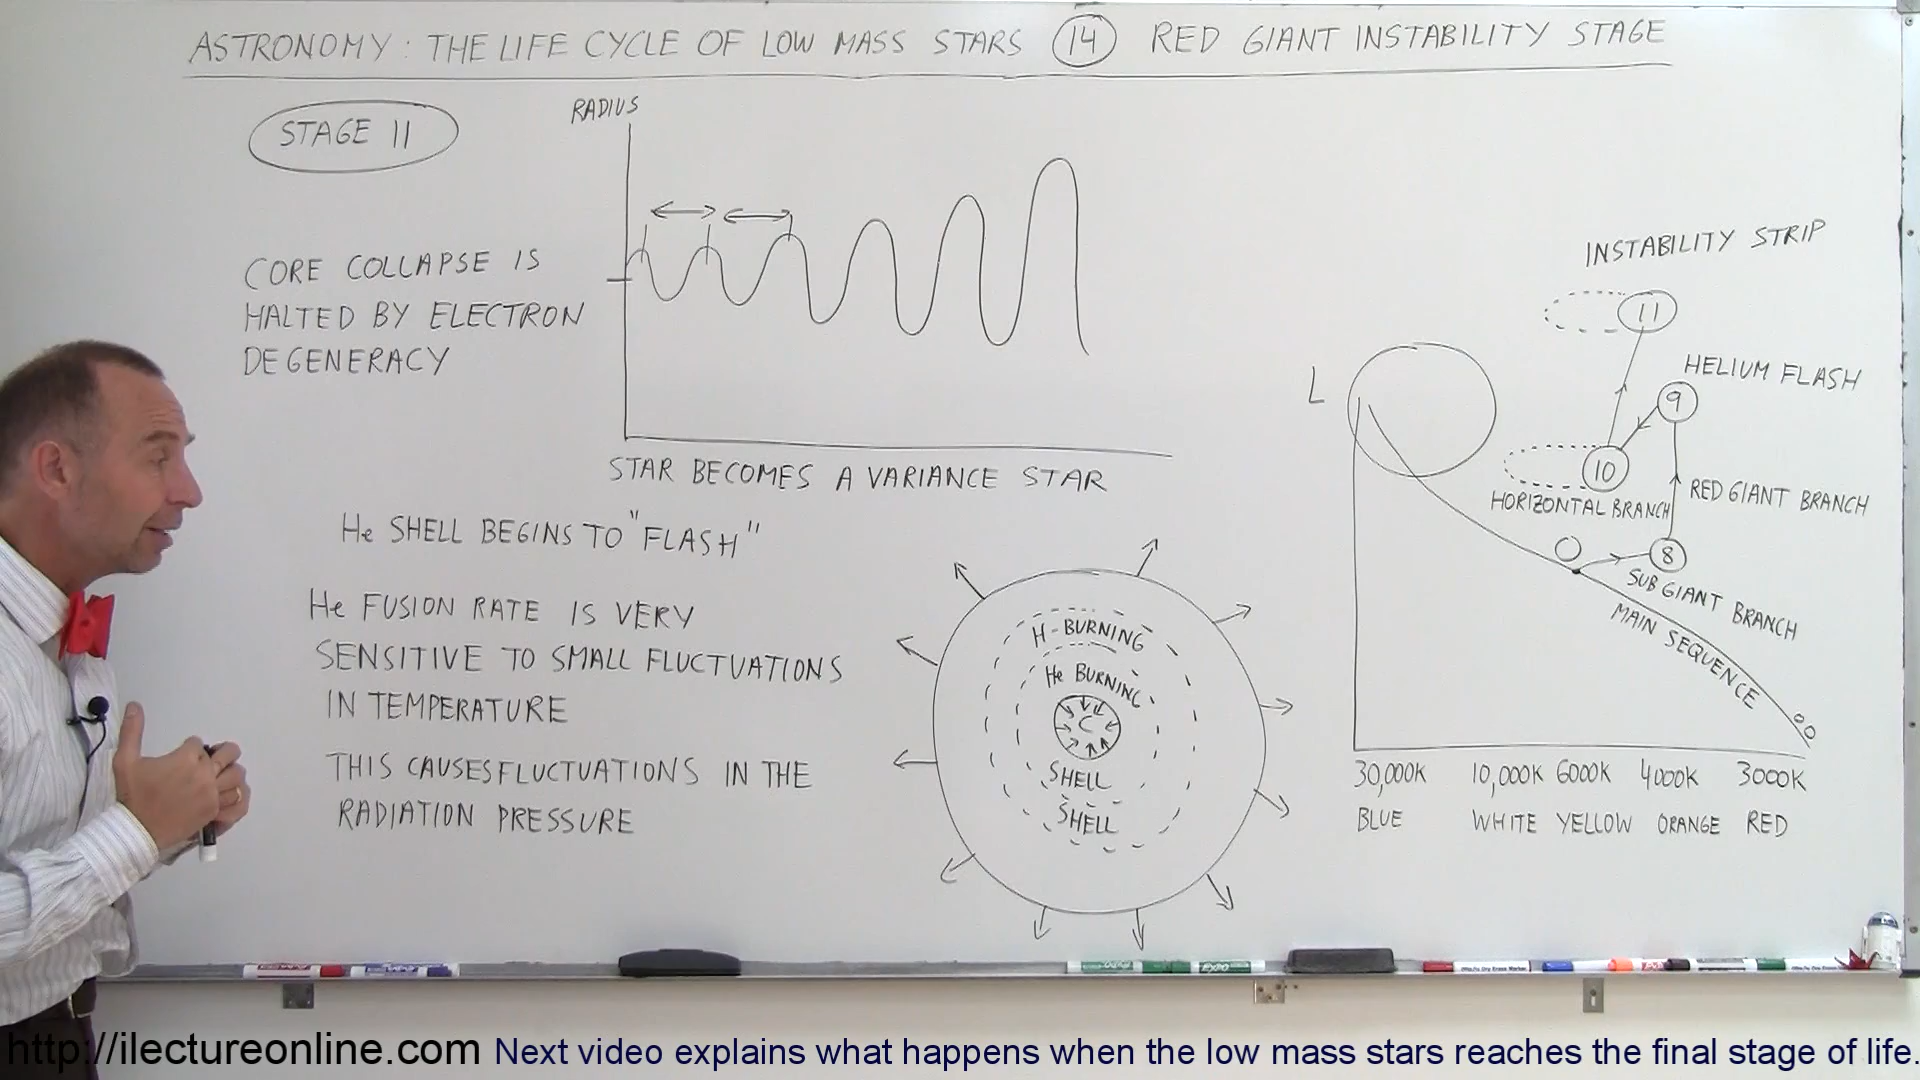 ASTRONOMY: THE LIFE CYCLE OF LOW MASS STARS 14 RED GIANT INSTABILITY STAGE
STAGE 11
RADIUS
CORE COLLAPSE IS
HALTED BY ELECTRON
DEGENERACY
STAR BECOMES A VARIANCE STAR
He SHELL BEGINS TO "FLASH"
He FUSION RATE IS VERY
SENSITIVE TO SMALL FLUCTUATIONS
IN TEMPERATURE
THIS CAUSES FLUCTUATIONS IN THE
RADIATION PRESSURE
H-BURNING
He BURNING
C
SHELL
SHELL
INSTABILITY STRIP
11
L
HELIUM FLASH
9
10
HORIZONTAL BRANCH
RED GIANT BRANCH
8
SUB GIANT BRANCH
MAIN SEQUENCE
30,000K 10,000K 6000K 4000K 3000K
BLUE WHITE YELLOW ORANGE RED
http://ilectureonline.com Next video explains what happens when the low mass stars reaches the final stage of life.